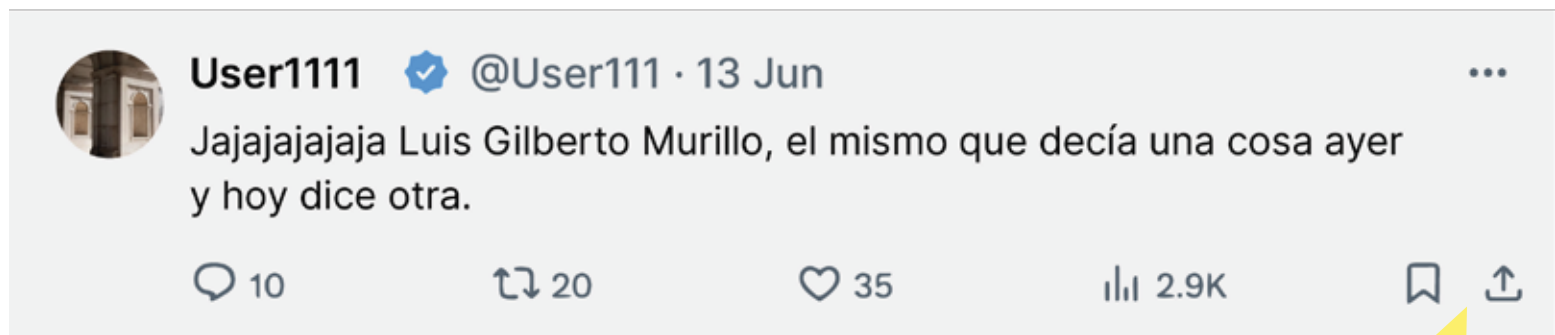 User1111 @User111 · 13 Jun
Jajajajajaja Luis Gilberto Murillo, el mismo que decía una cosa ayer
y hoy dice otra.
10 20 35 2.9K